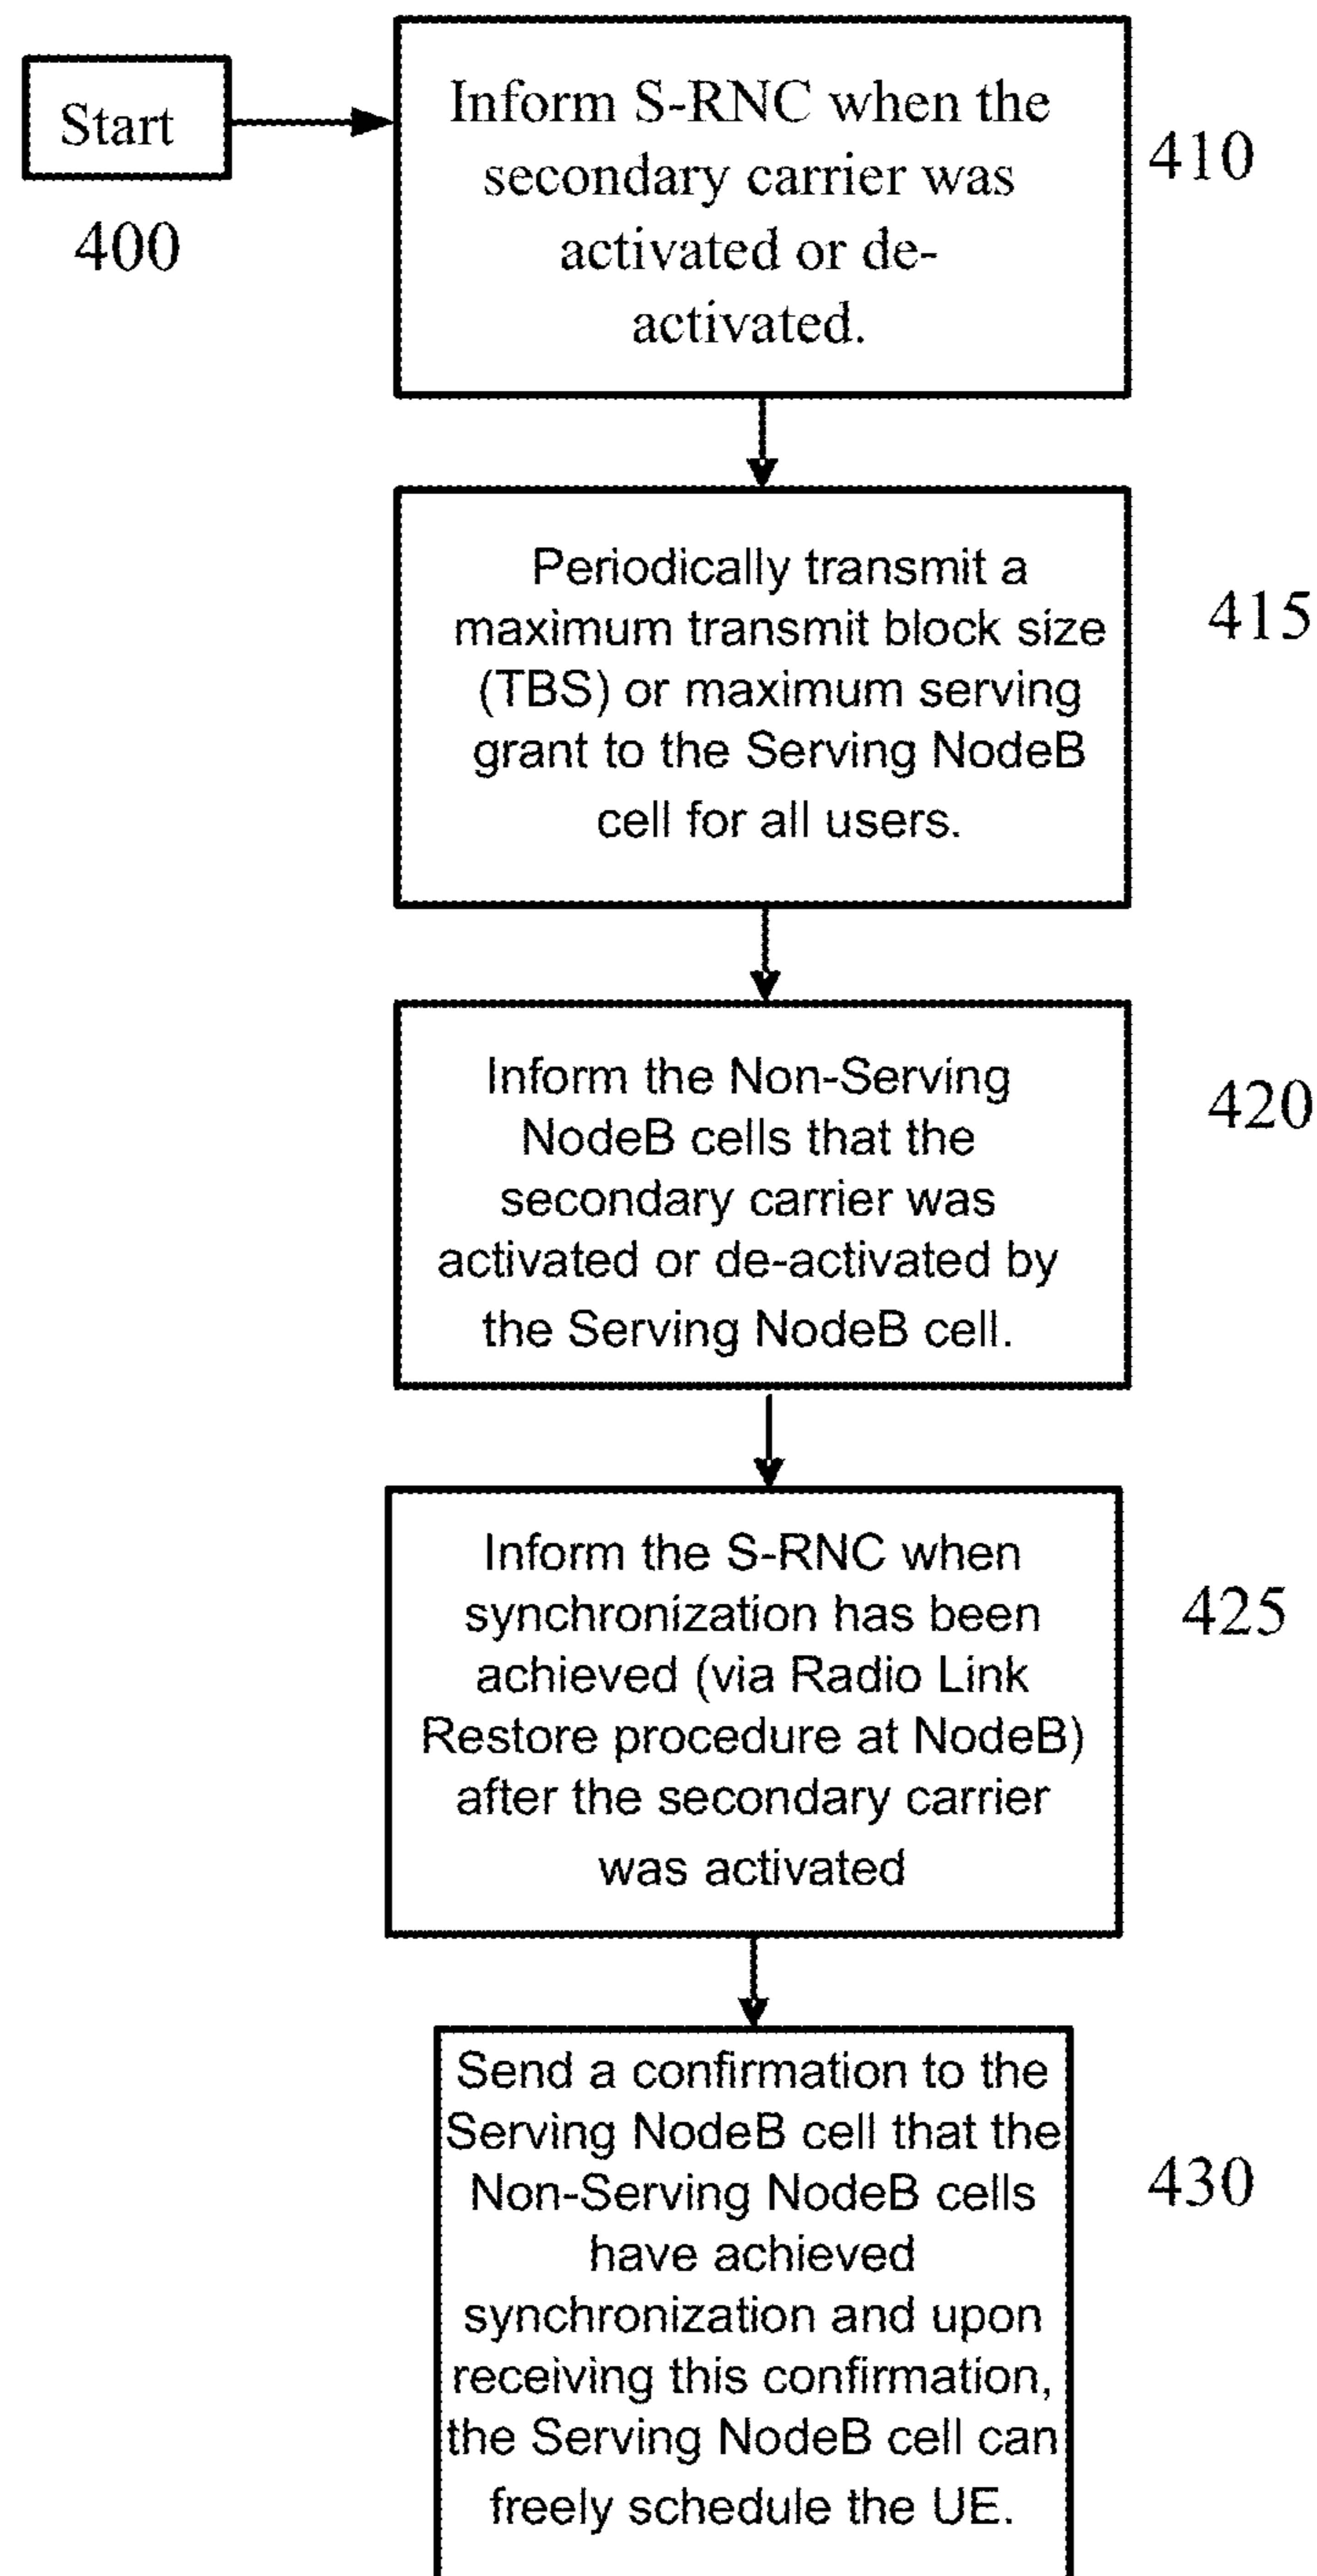 Start
400
Inform S-RNC when the
secondary carrier was
activated or de-
activated.
410
Periodically transmit a
maximum transmit block size
(TBS) or maximum serving
grant to the Serving NodeB
cell for all users.
415
Inform the Non-Serving
NodeB cells that the
secondary carrier was
activated or de-activated by
the Serving NodeB cell.
420
Inform the S-RNC when
synchronization has been
achieved (via Radio Link
Restore procedure at NodeB)
after the secondary carrier
was activated
425
Send a confirmation to the
Serving NodeB cell that the
Non-Serving NodeB cells
have achieved
synchronization and upon
receiving this confirmation,
the Serving NodeB cell can
freely schedule the UE.
430